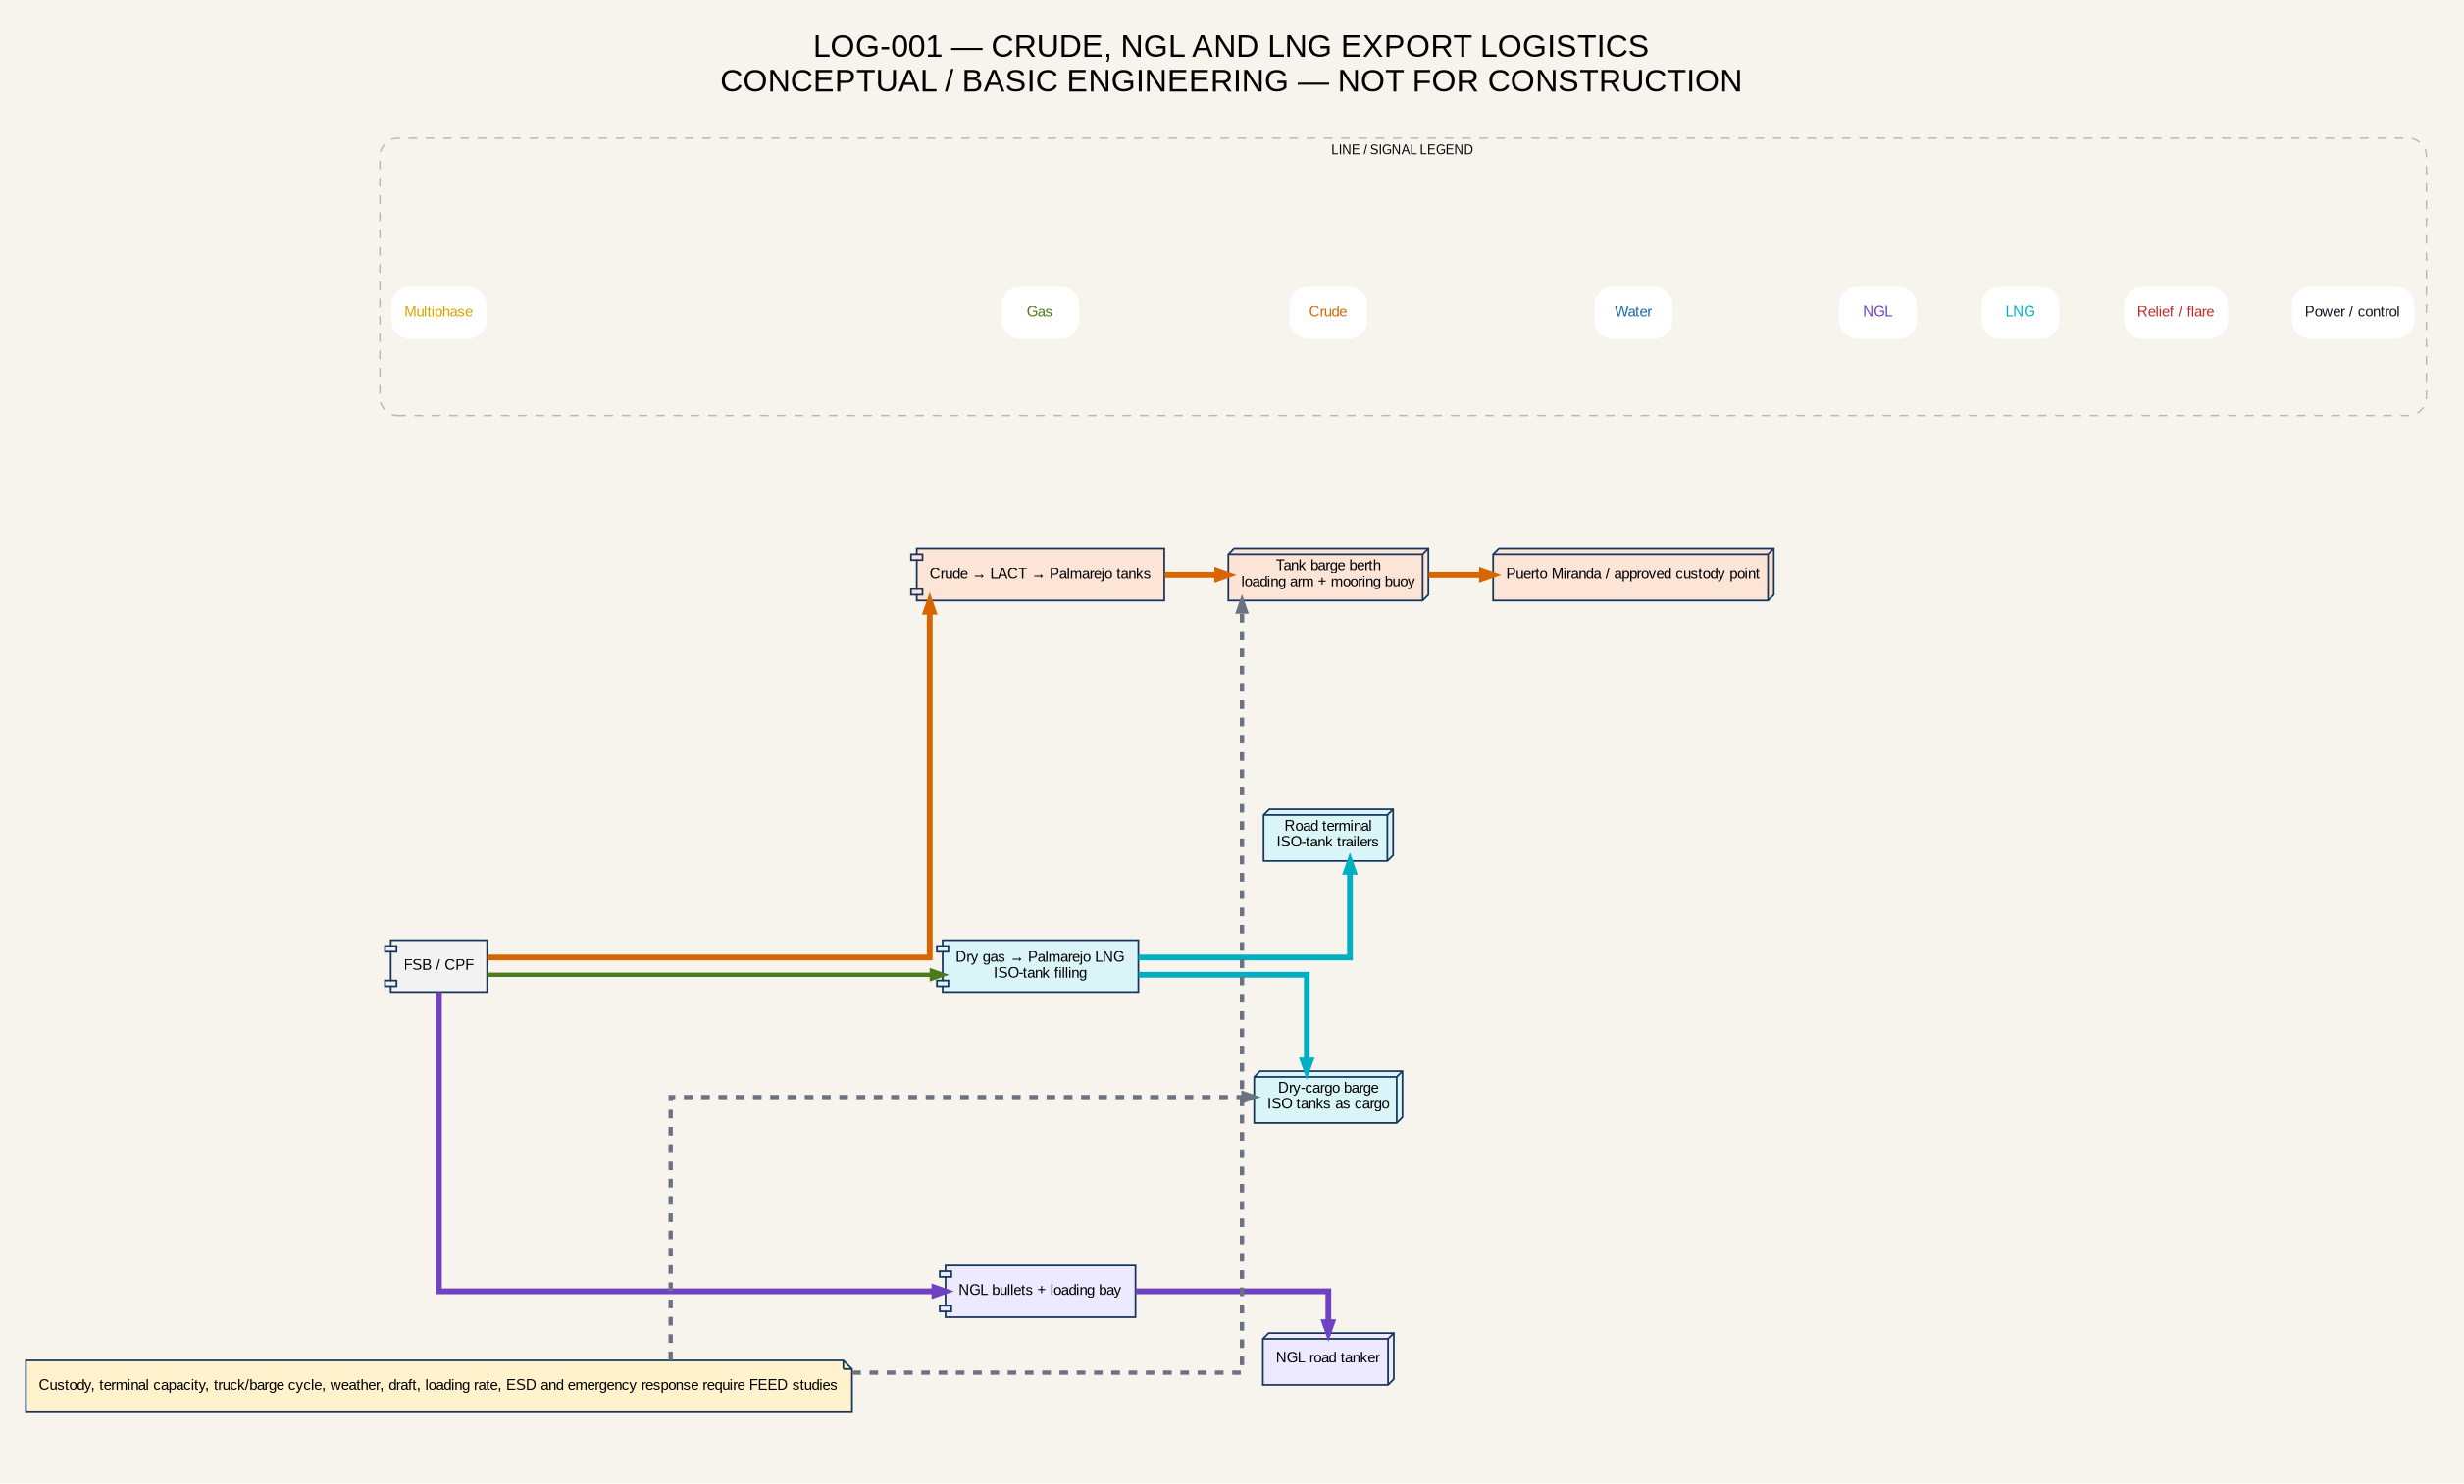 LOG-001 — CRUDE, NGL AND LNG EXPORT LOGISTICS
CONCEPTUAL / BASIC ENGINEERING — NOT FOR CONSTRUCTION
LINE / SIGNAL LEGEND
Multiphase
Gas
Crude
Water
NGL
LNG
Relief / flare
Power / control
Crude → LACT → Palmarejo tanks
Tank barge berth
loading arm + mooring buoy
Puerto Miranda / approved custody point
Road terminal
ISO-tank trailers
FSB / CPF
Dry gas → Palmarejo LNG
ISO-tank filling
Dry-cargo barge
ISO tanks as cargo
NGL bullets + loading bay
NGL road tanker
Custody, terminal capacity, truck/barge cycle, weather, draft, loading rate, ESD and emergency response require FEED studies